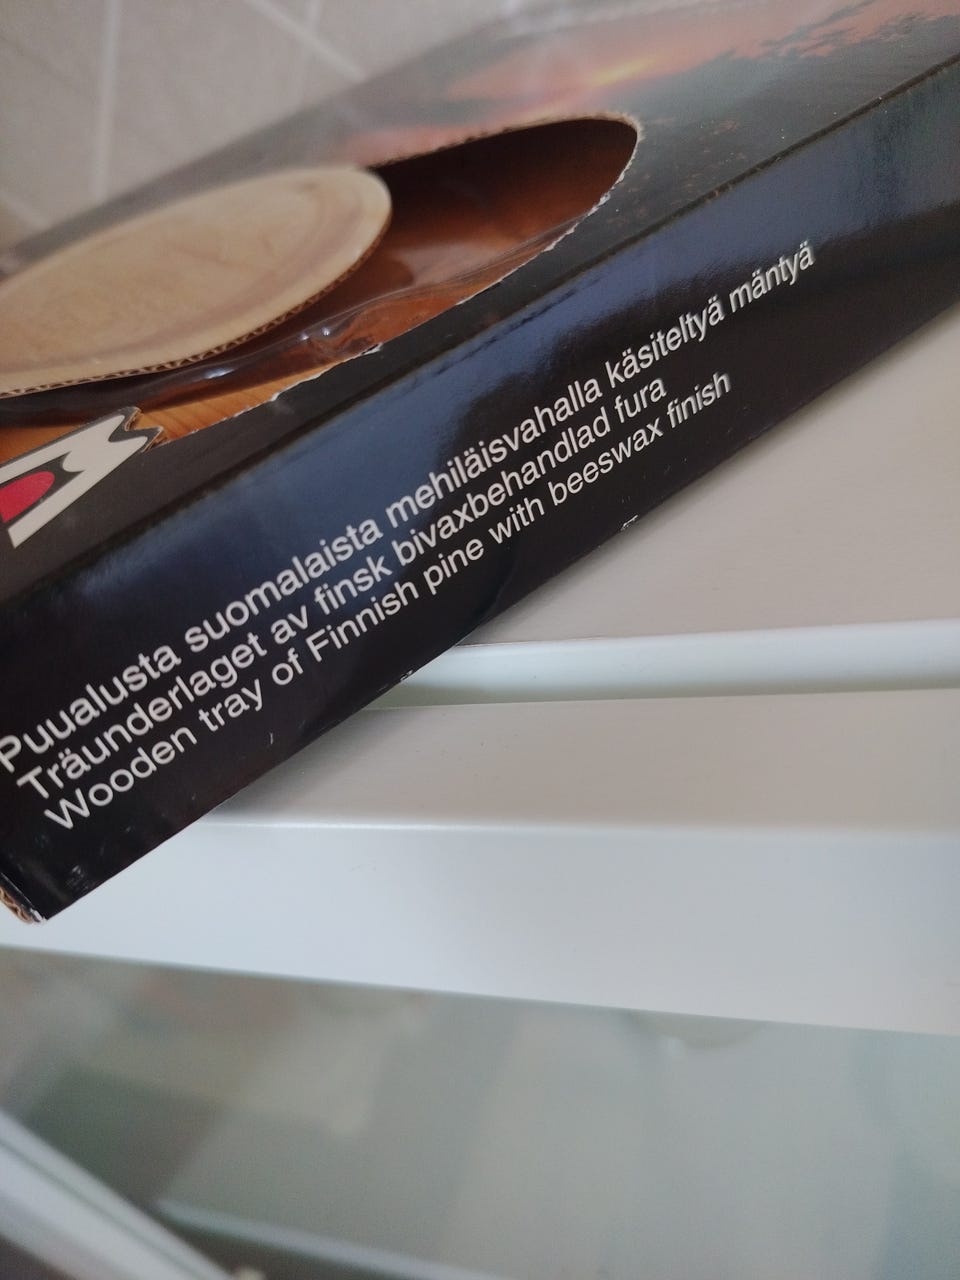 Puualusta suomalaista mehiläisvahalla käsiteltyä mäntyä
Träunderlaget av finsk bivaxbehandlad fura
Wooden tray of Finnish pine with beeswax finish